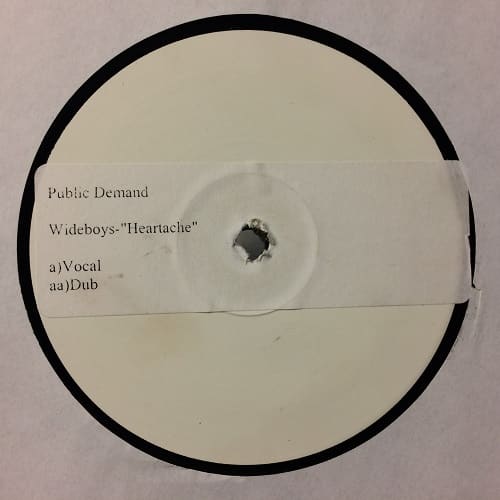 Public Demand
Wideboys-"Heartache"
a)Vocal
aa)Dub